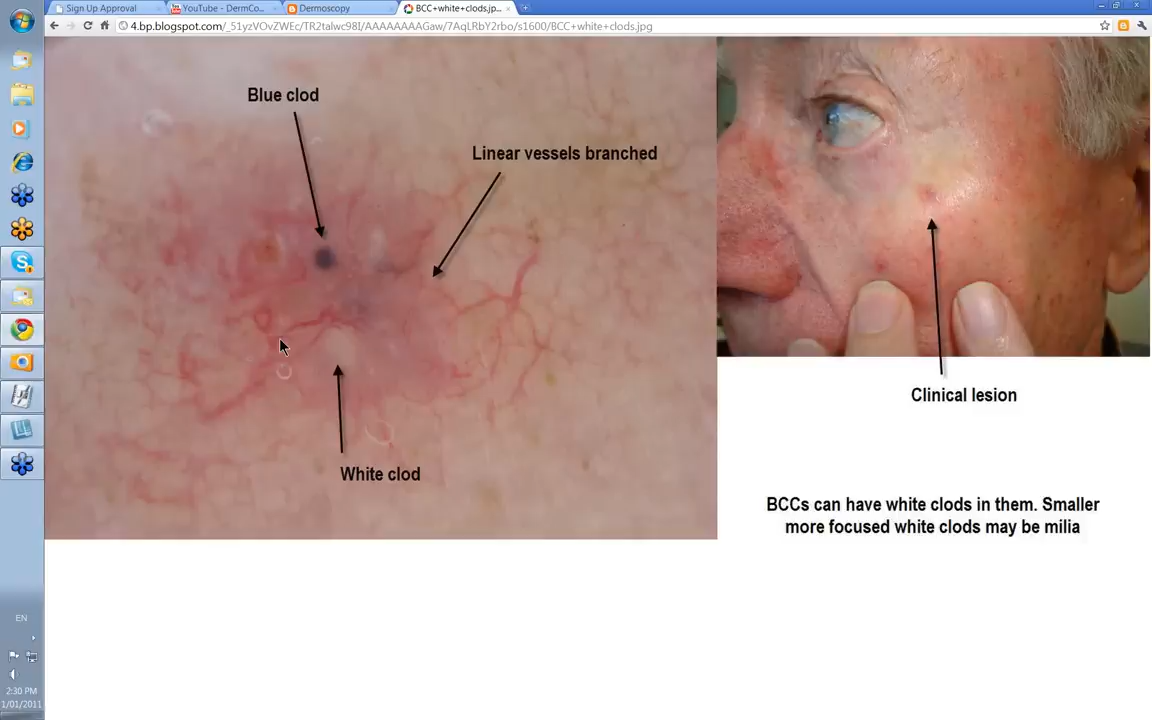 Sign Up Approval
YouTube - DermCo...
Dermoscopy
BCC+white+clods.jp...
4.bp.blogspot.com/_51yzVOvZWEc/TR2talwc98I/AAAAAAAAGaw/7AqLRbY2rbo/s1600/BCC+white+clods.jpg
Blue clod
Linear vessels branched
White clod
Clinical lesion
BCCs can have white clods in them. Smaller
more focused white clods may be milia
EN
2:30 PM
1/01/2011